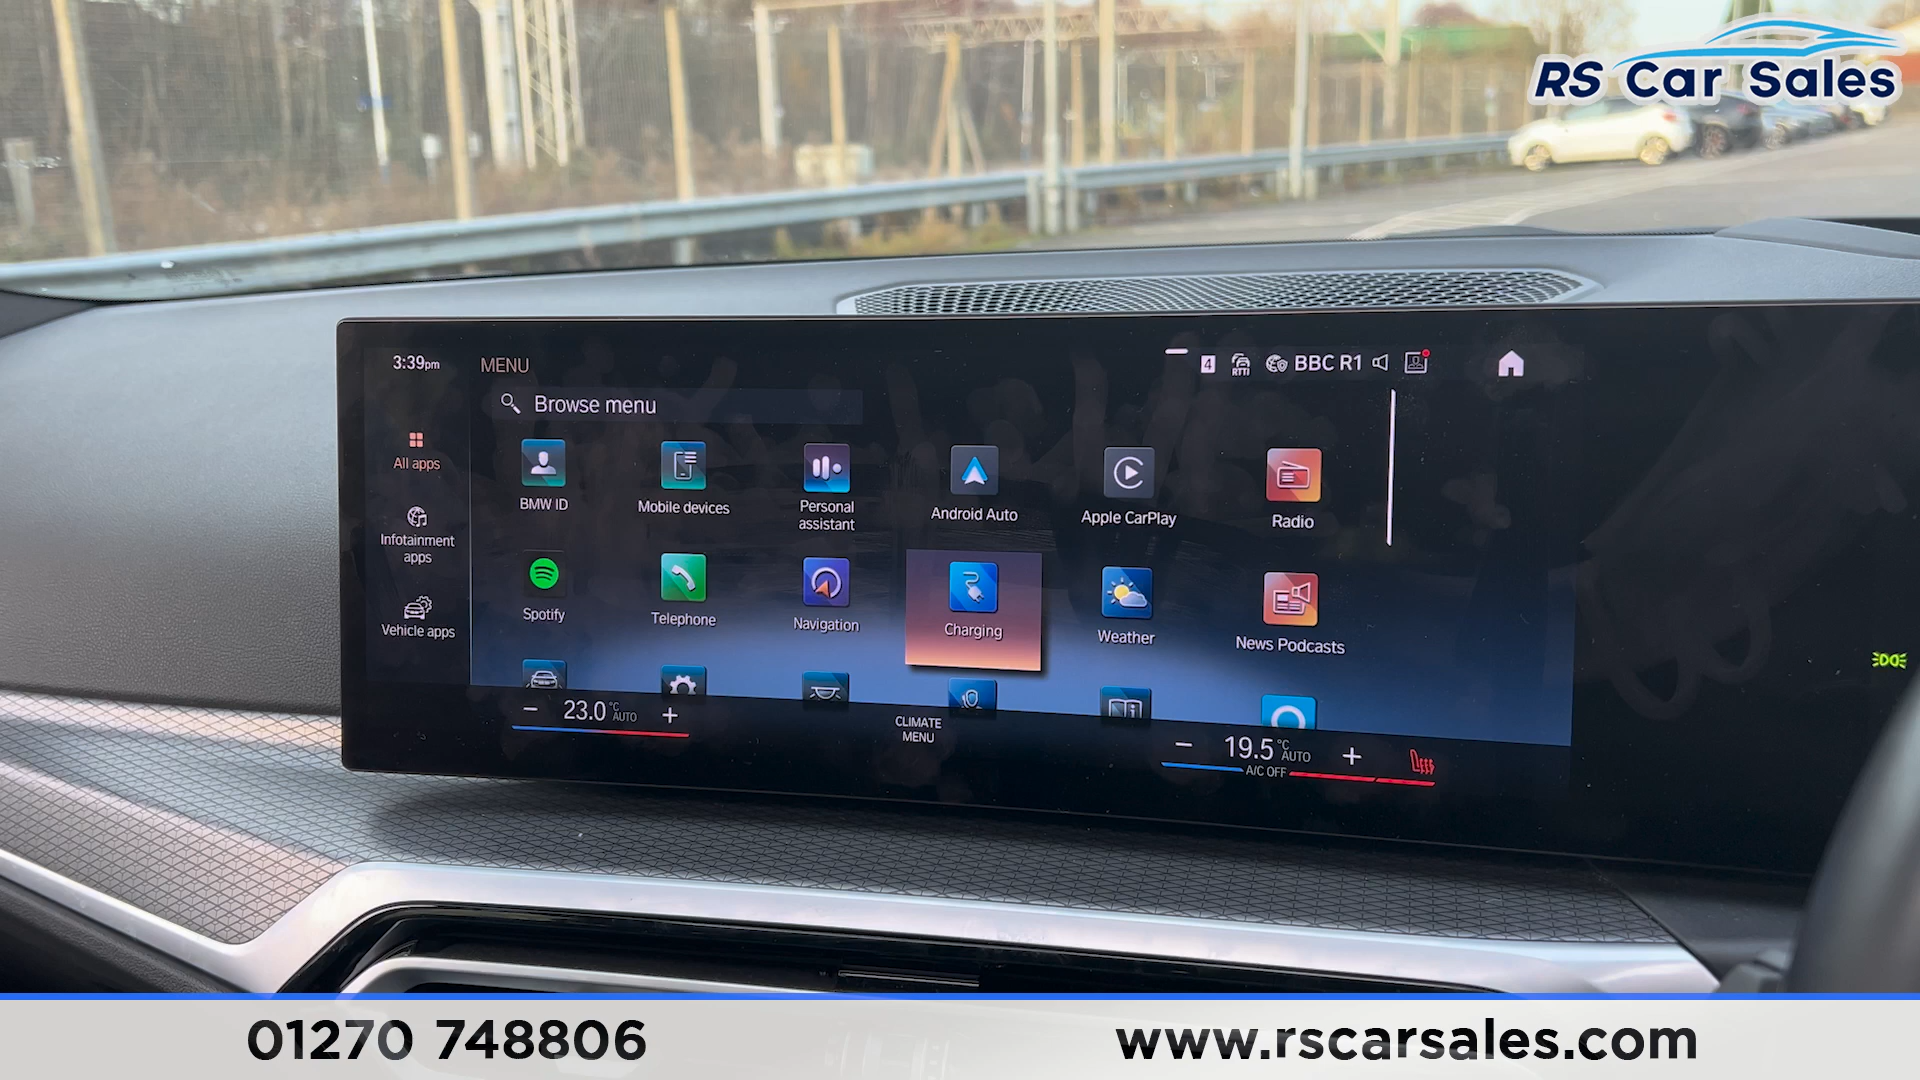 RS Car Sales
3:39pm
MENU
4
RTTI
BBC R1
Browse menu
All apps
Infotainment
apps
Vehicle apps
BMW ID
Mobile devices
Personal
assistant
Android Auto
Apple CarPlay
Radio
Spotify
Telephone
Navigation
Charging
Weather
News Podcasts
− 23.0 °C AUTO +
CLIMATE
MENU
− 19.5 °C AUTO +
A/C OFF
01270 748806
www.rscarsales.com